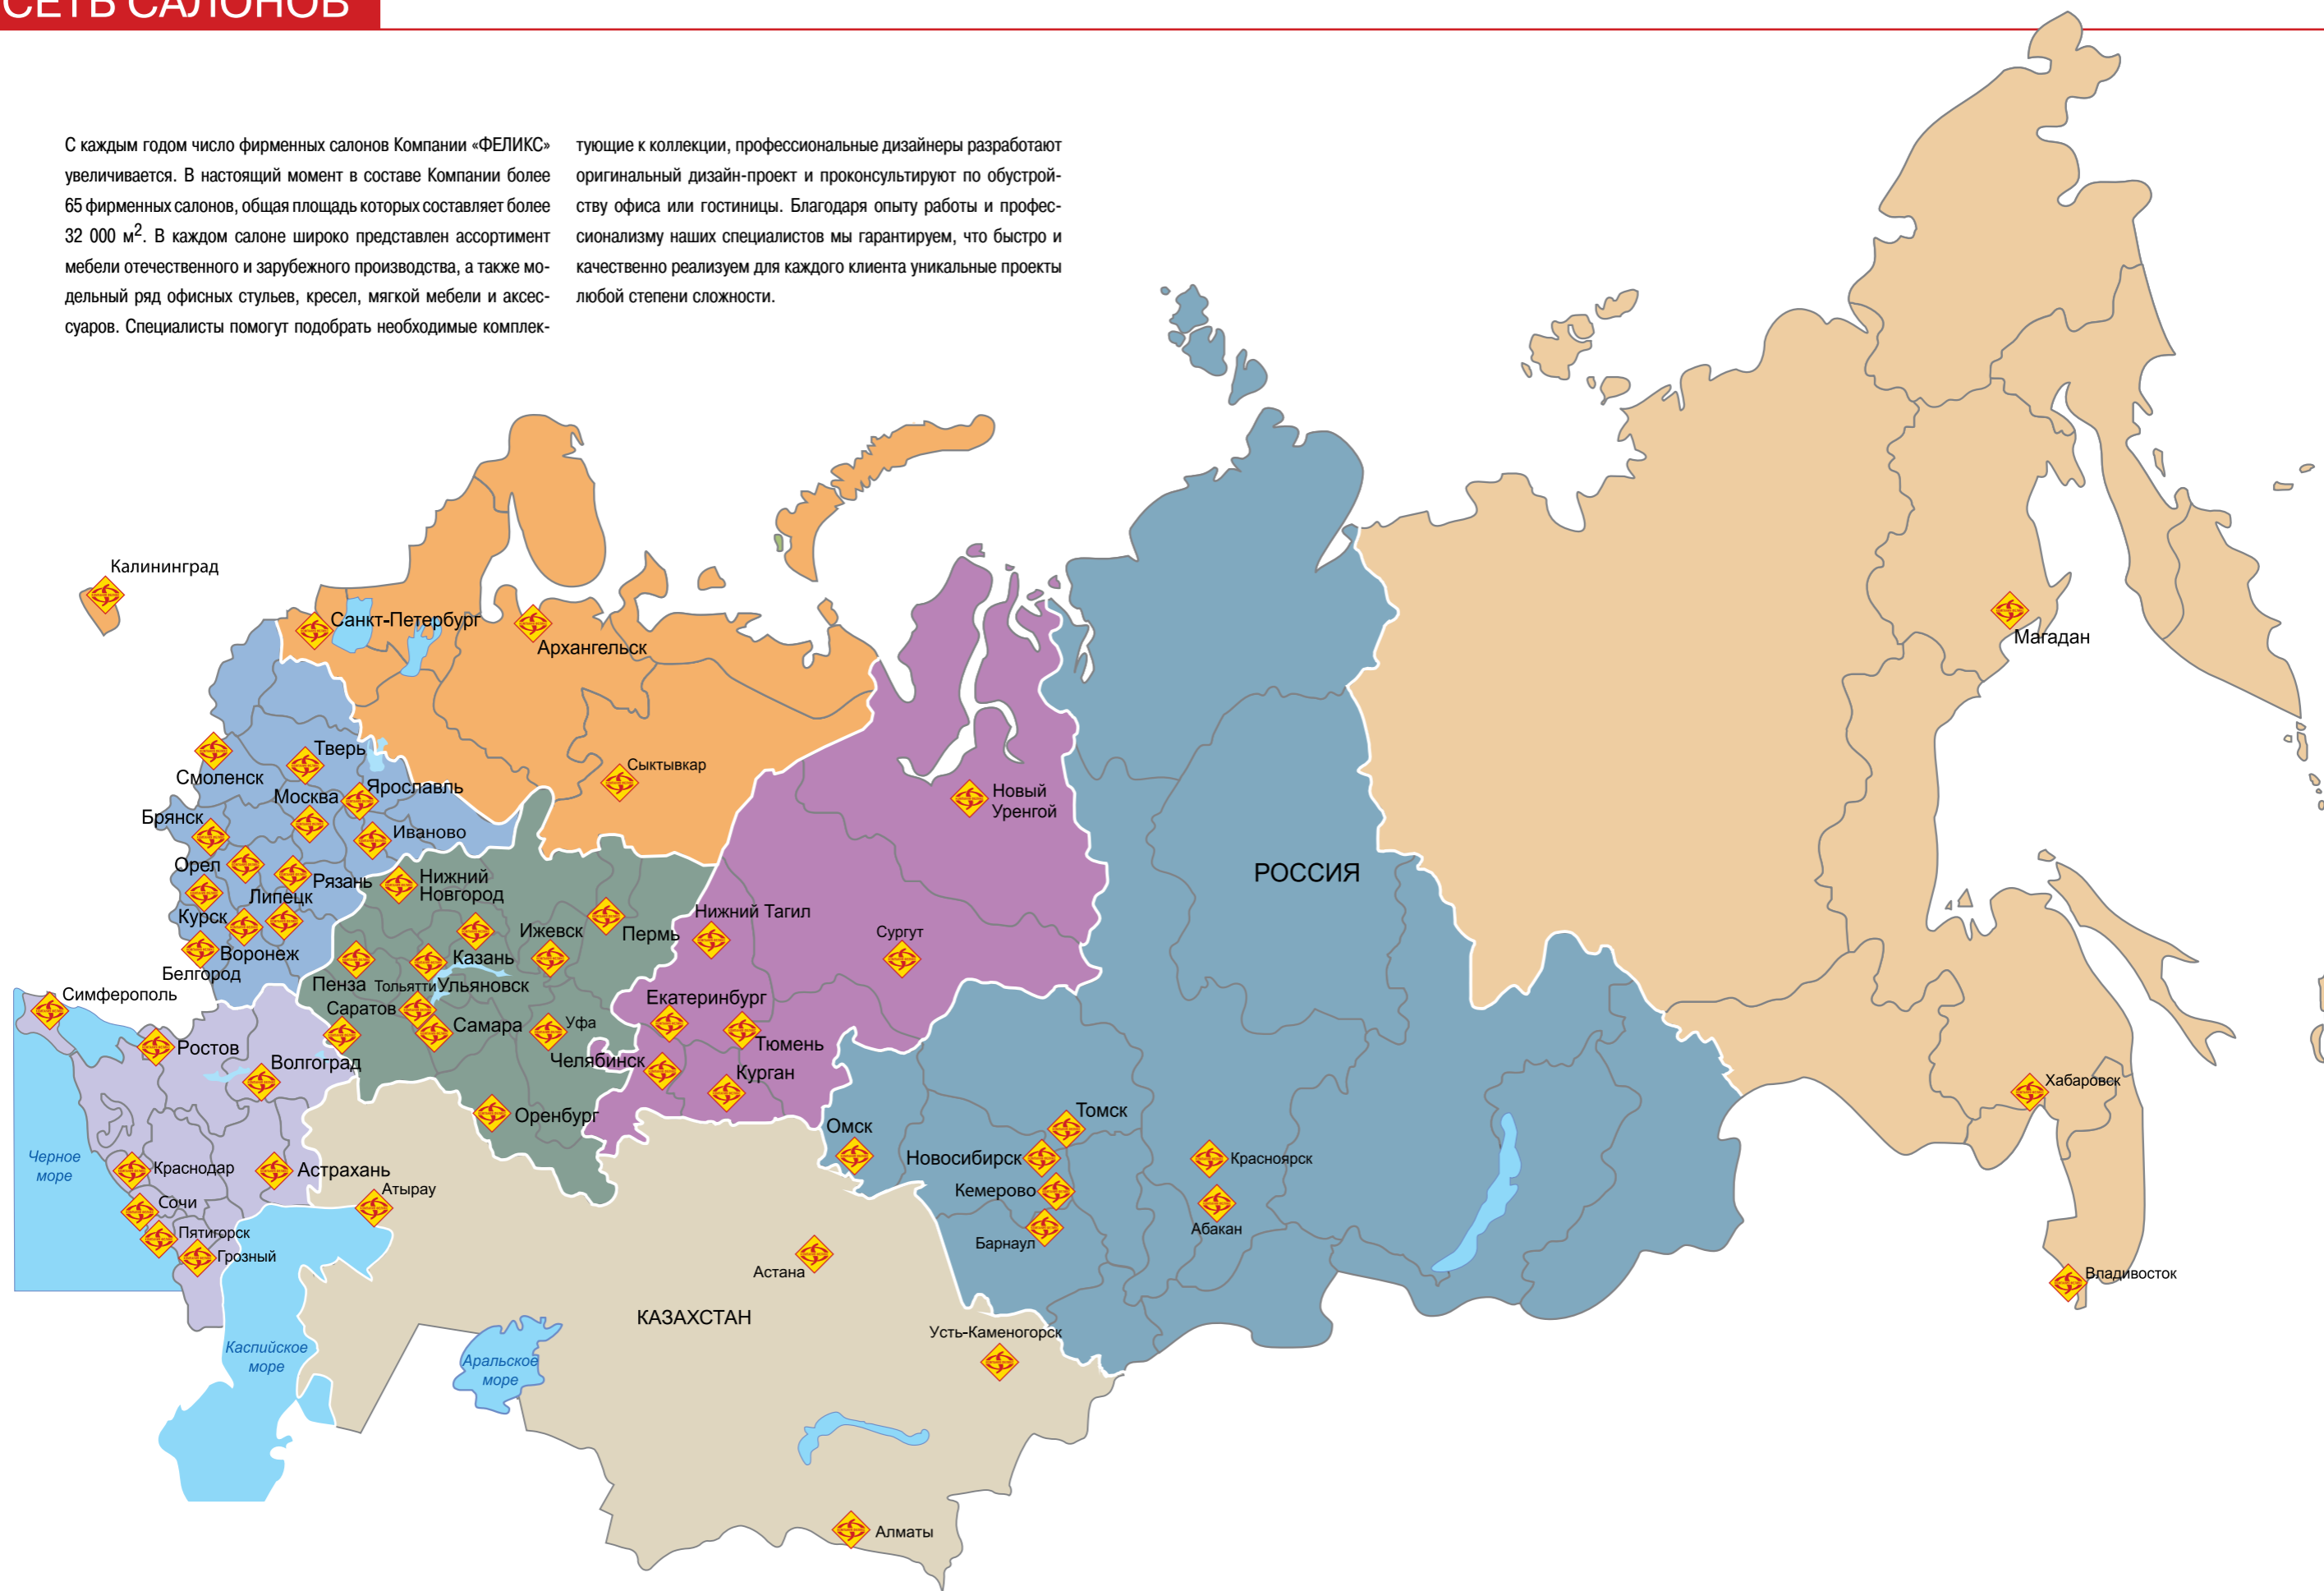 СЕТЬ САЛОНОВ
С каждым годом число фирменных салонов Компании «ФЕЛИКС»
увеличивается. В настоящий момент в составе Компании более
65 фирменных салонов, общая площадь которых составляет более
32 000 м². В каждом салоне широко представлен ассортимент
мебели отечественного и зарубежного производства, а также мо-
дельный ряд офисных стульев, кресел, мягкой мебели и аксес-
суаров. Специалисты помогут подобрать необходимые комплек-
тующие к коллекции, профессиональные дизайнеры разработают
оригинальный дизайн-проект и проконсультируют по обустрой-
ству офиса или гостиницы. Благодаря опыту работы и профес-
сионализму наших специалистов мы гарантируем, что быстро и
качественно реализуем для каждого клиента уникальные проекты
любой степени сложности.
Калининград
Санкт-Петербург
Архангельск
Магадан
Тверь
Смоленск
Сыктывкар
Ярославль
Москва
Новый
Уренгой
Брянск
Иваново
Орел
РОССИЯ
Рязань
Нижний
Новгород
Липецк
Курск
Нижний Тагил
Ижевск
Пермь
Сургут
Воронеж
Казань
Белгород
Пенза
Тольятти
Ульяновск
Симферополь
Екатеринбург
Саратов
Самара
Уфа
Ростов
Тюмень
Волгоград
Челябинск
Курган
Хабаровск
Оренбург
Томск
Омск
Черное
море
Краснодар
Астрахань
Новосибирск
Красноярск
Атырау
Кемерово
Сочи
Абакан
Пятигорск
Барнаул
Грозный
Астана
Владивосток
КАЗАХСТАН
Усть-Каменогорск
Каспийское
море
Аральское
море
Алматы